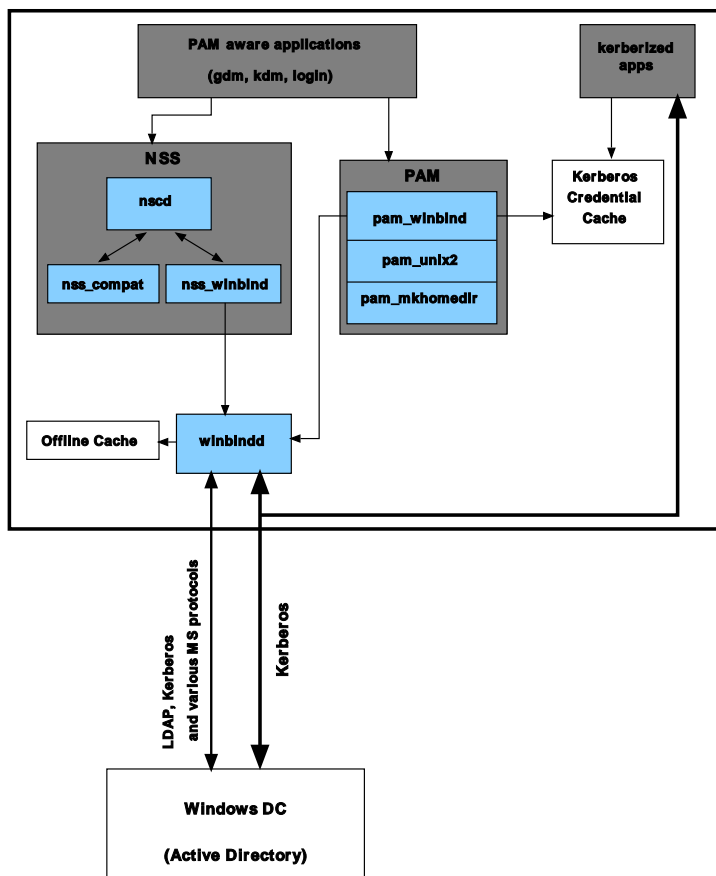 PAM aware applications
(gdm, kdm, login)
kerberized
apps
NSS
nscd
nss_compat
nss_winbind
PAM
pam_winbind
pam_unix2
pam_mkhomedir
Kerberos
Credential
Cache
Offline Cache
winbindd
LDAP, Kerberos
and various MS protocols
Kerberos
Windows DC
(Active Directory)